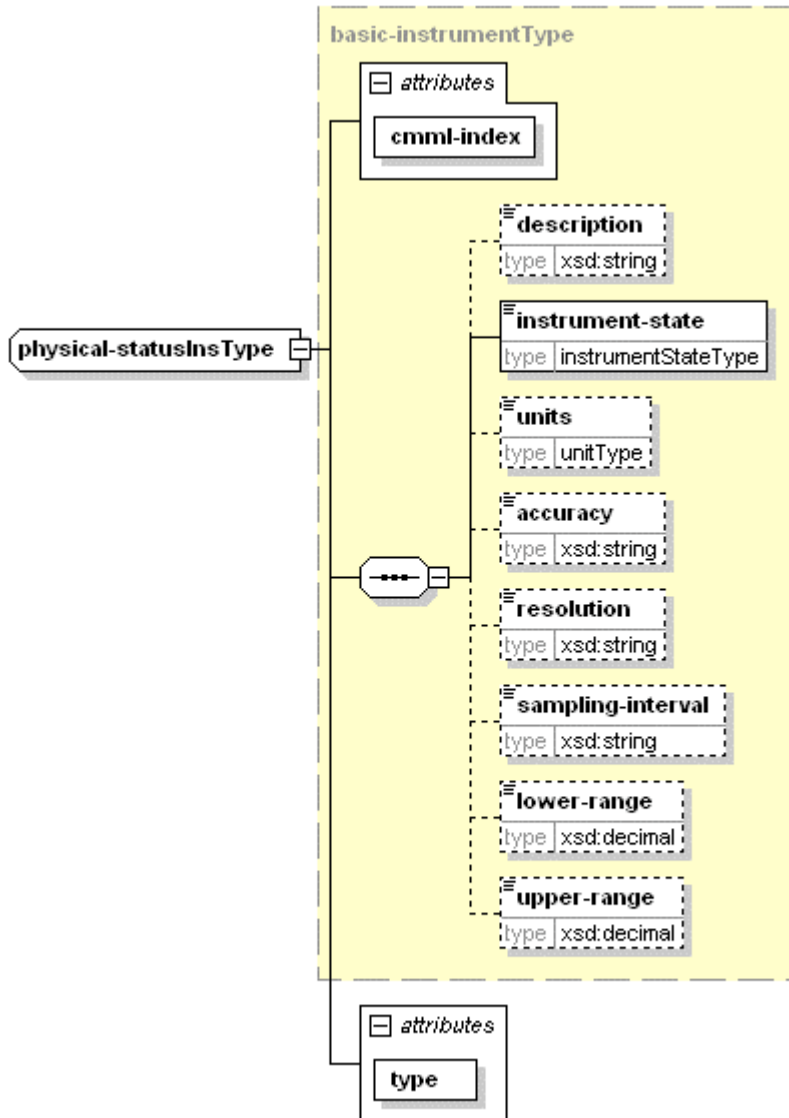 basic-instrumentType
attributes
cmml-index
description
type xsd:string
physical-statusInsType
instrument-state
type instrumentStateType
units
type unitType
accuracy
type xsd:string
resolution
type xsd:string
sampling-interval
type xsd:string
lower-range
type xsd:decimal
upper-range
type xsd:decimal
attributes
type